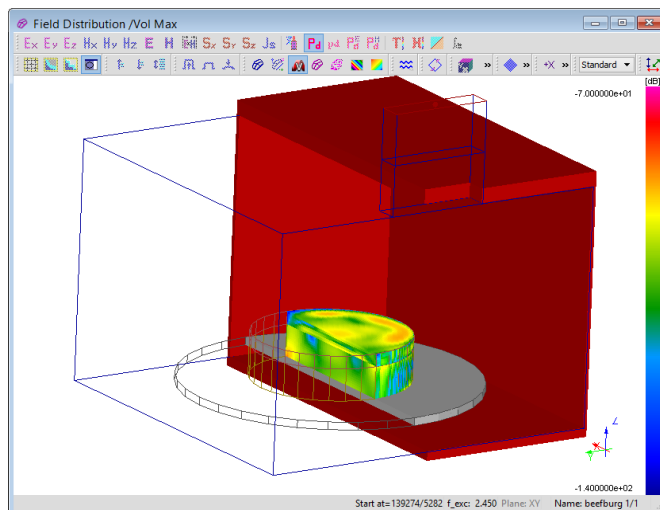 Field Distribution /Vol Max
Ex Ey Ez Hx Hy Hz E H Sx Sy Sz Js Pd
» » » Standard
[dB]
-7.000000e+01
-1.400000e+02
Start at= 139274/5282 f_exc: 2.450 Plane: XY Name: beefburg 1/1